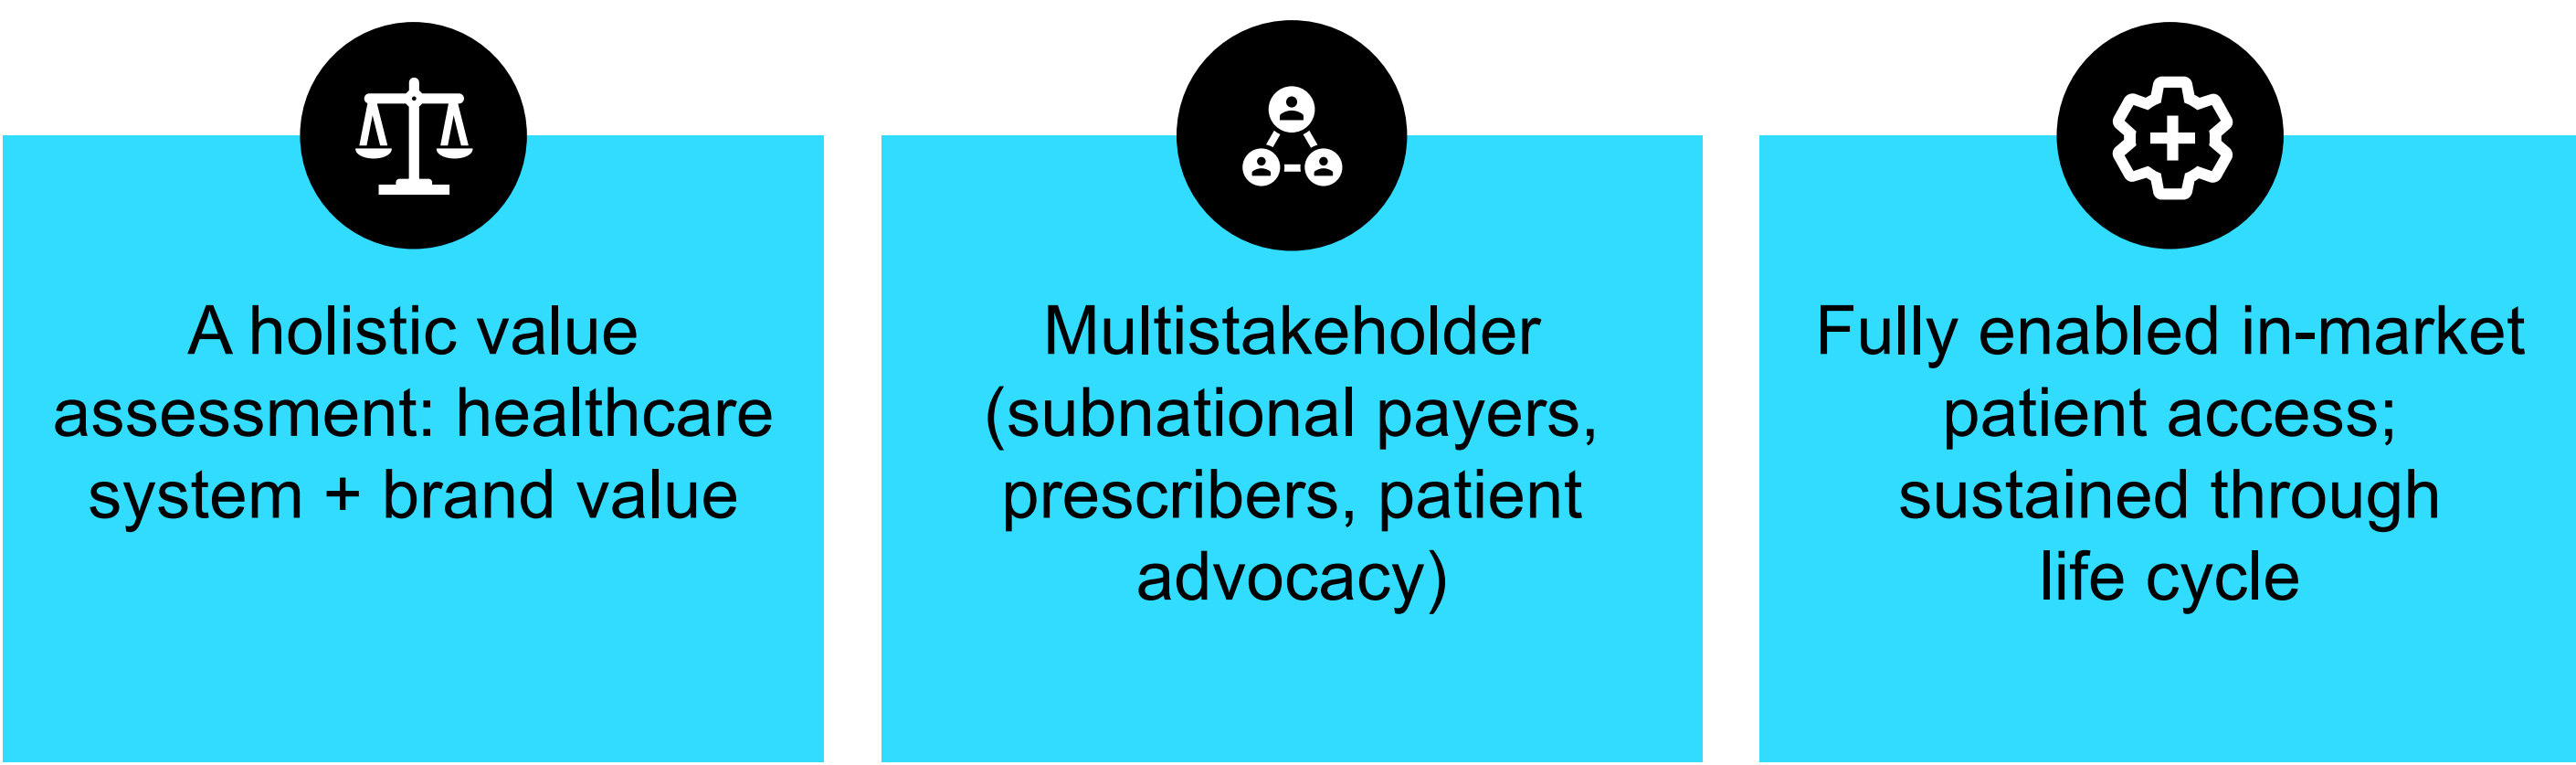 A holistic value
assessment: healthcare
system + brand value
Multistakeholder
(subnational payers,
prescribers, patient
advocacy)
Fully enabled in-market
patient access;
sustained through
life cycle